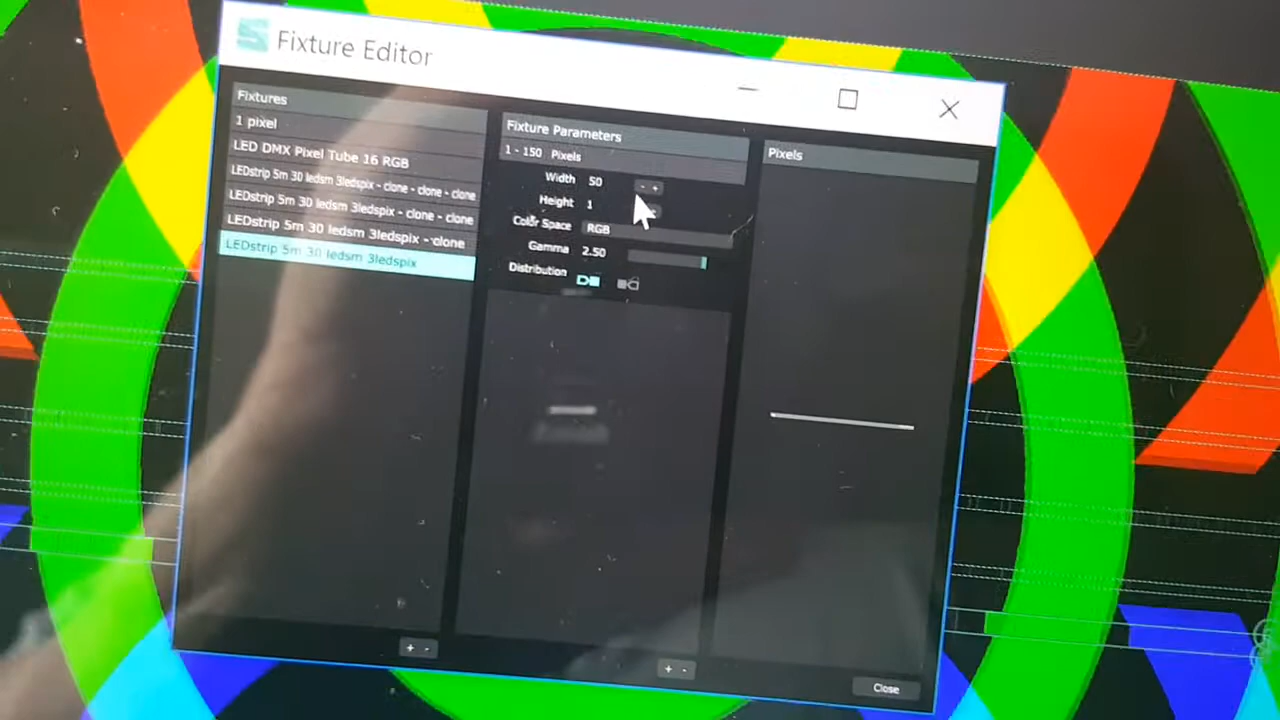 Fixture Editor
Fixtures
1 pixel
LED DMX Pixel Tube 16 RGB
LEDstrip 5m 30 ledsm 3ledspix - clone - clone - clone
LEDstrip 5m 30 ledsm 3ledspix - clone - clone
LEDstrip 5m 30 ledsm 3ledspix - clone
LEDstrip 5m 30 ledsm 3ledspix
+ -
Fixture Parameters
1 - 150 Pixels
Width 50 - +
Height 1
Color Space RGB
Gamma 2.50
Distribution
+ -
Pixels
Close